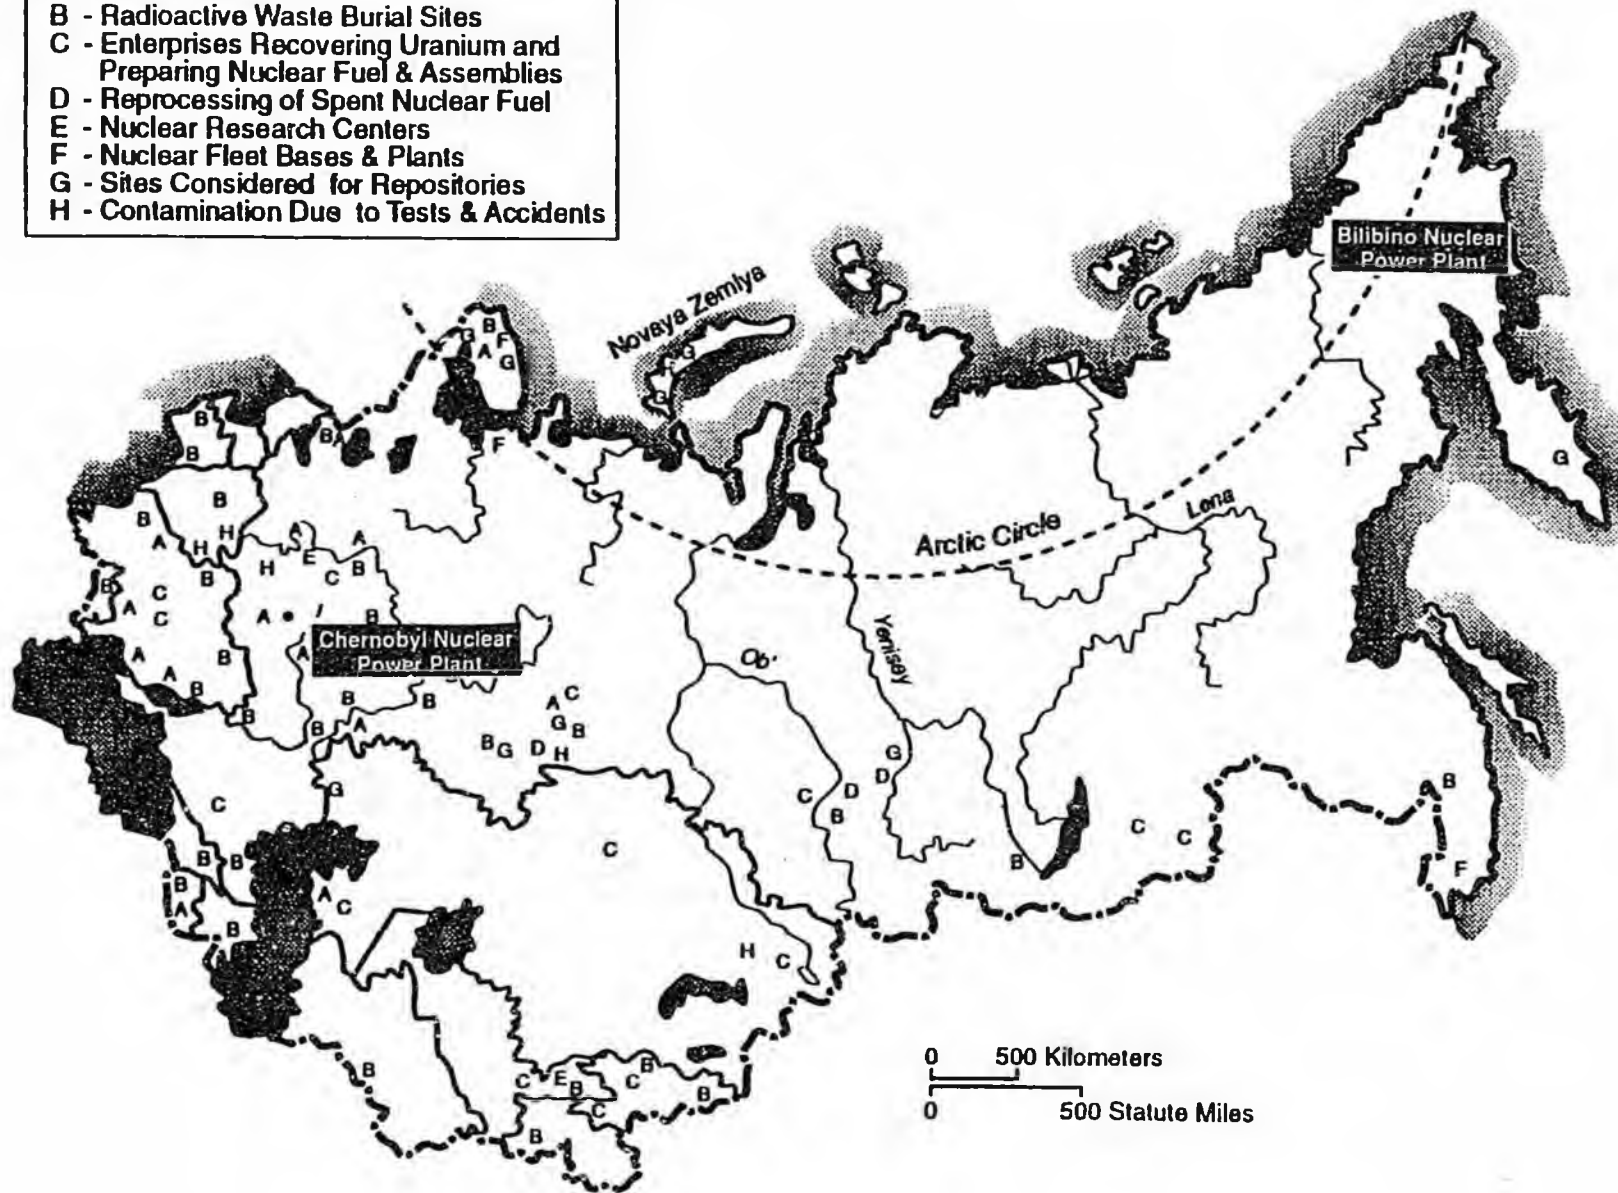 B - Radioactive Waste Burial Sites
C - Enterprises Recovering Uranium and
Preparing Nuclear Fuel & Assemblies
D - Reprocessing of Spent Nuclear Fuel
E - Nuclear Research Centers
F - Nuclear Fleet Bases & Plants
G - Sites Considered for Repositories
H - Contamination Due to Tests & Accidents
Bilibino Nuclear
Power Plant
Novaya Zemlya
G
B
F
A
G
G
G
B
B
B
A
F
G
B
B
H
Lena
Arctic Circle
A
A
H
A
E
B
H
C
B
B
B
C
A
C
A
B
Chernobyl Nuclear
Power Plant
A
A
B
Yenisey
Ob'
A
B
B
B
B
A
C
B
B
A
G
B
B
G
D
H
G
D
G
C
C
B
D
B
C
C
C
B
B
B
B
F
B
A
A
C
B
H
C
0 500 Kilometers
0 500 Statute Miles
B
C
E
B
C
B
B
C
B